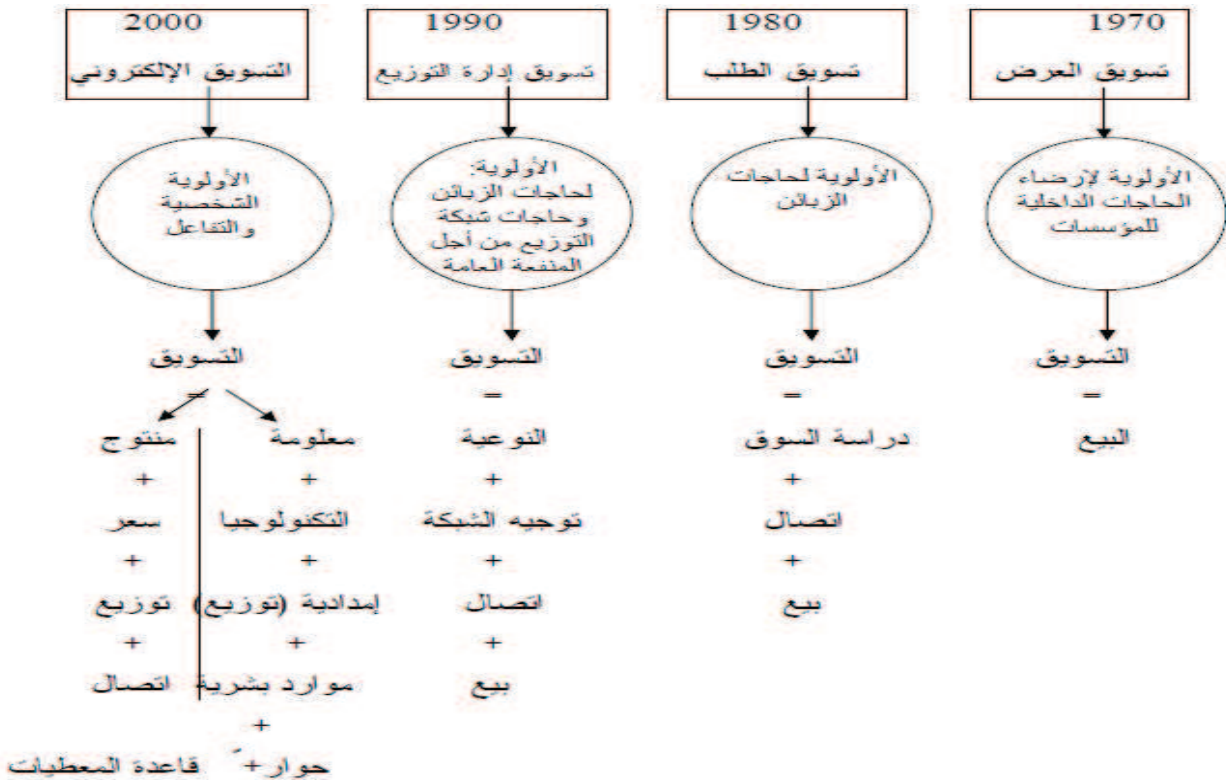 1970
تسويق العرض
الأولوية لإرضاء
الحاجات الداخلية
للمؤسسات
التسويق
=
البيع
1980
تسويق الطلب
الأولوية لحاجات
الزبائن
التسويق
=
دراسة السوق
+
اتصال
+
بيع
1990
تسويق إدارة التوزيع
الأولوية:
لحاجات الزبائن
وحاجات شبكة
التوزيع من أجل
المنفعة العامة
التسويق
=
النوعية
+
توجيه الشبكة
+
اتصال
+
بيع
2000
التسويق الإلكتروني
الأولوية
الشخصية
والتفاعل
التسويق
=
معلومة
+
التكنولوجيا
+
إمدادية (توزيع)
+
موارد بشرية
+
حوار+ قاعدة المعطيات
منتوج
+
سعر
+
توزيع
+
اتصال